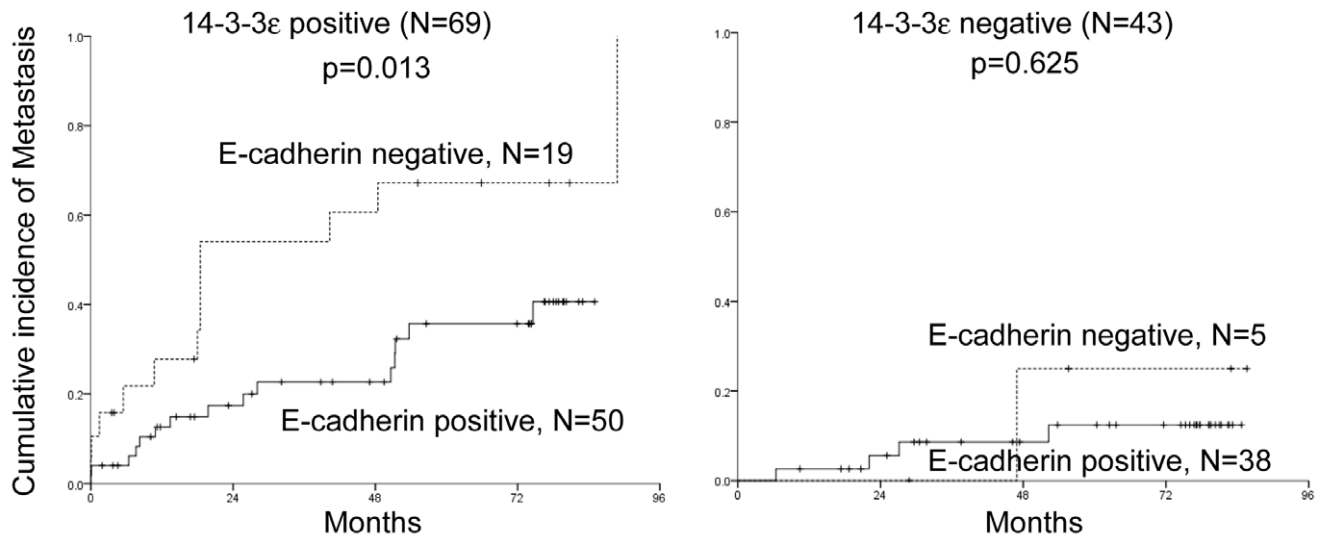 14-3-3ε positive (N=69)
p=0.013
Cumulative incidence of Metastasis
1.0
0.8
0.6
0.4
0.2
0.0
E-cadherin negative, N=19
E-cadherin positive, N=50
0 24 48 72 96
Months
14-3-3ε negative (N=43)
p=0.625
1.0
0.8
0.6
0.4
0.2
0.0
E-cadherin negative, N=5
E-cadherin positive, N=38
0 24 48 72 96
Months